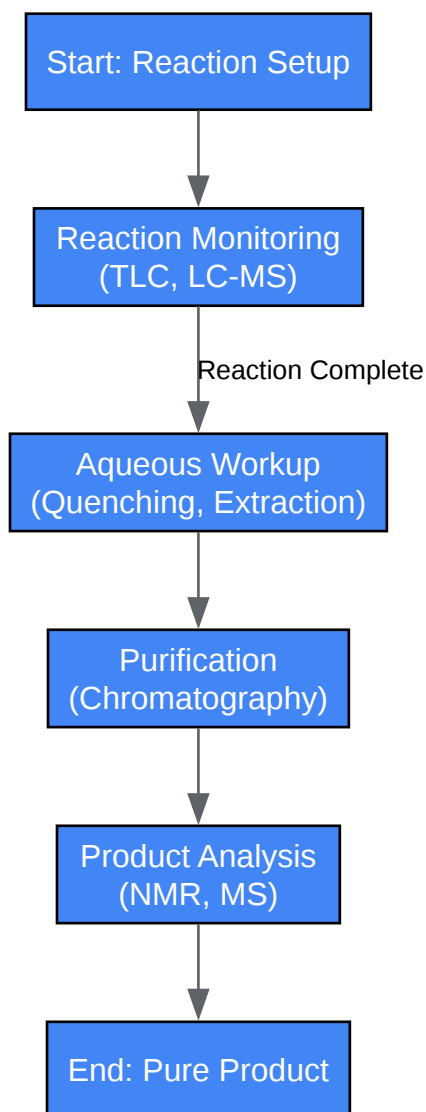 Start: Reaction Setup
Reaction Monitoring
(TLC, LC-MS)
Reaction Complete
Aqueous Workup
(Quenching, Extraction)
Purification
(Chromatography)
Product Analysis
(NMR, MS)
End: Pure Product